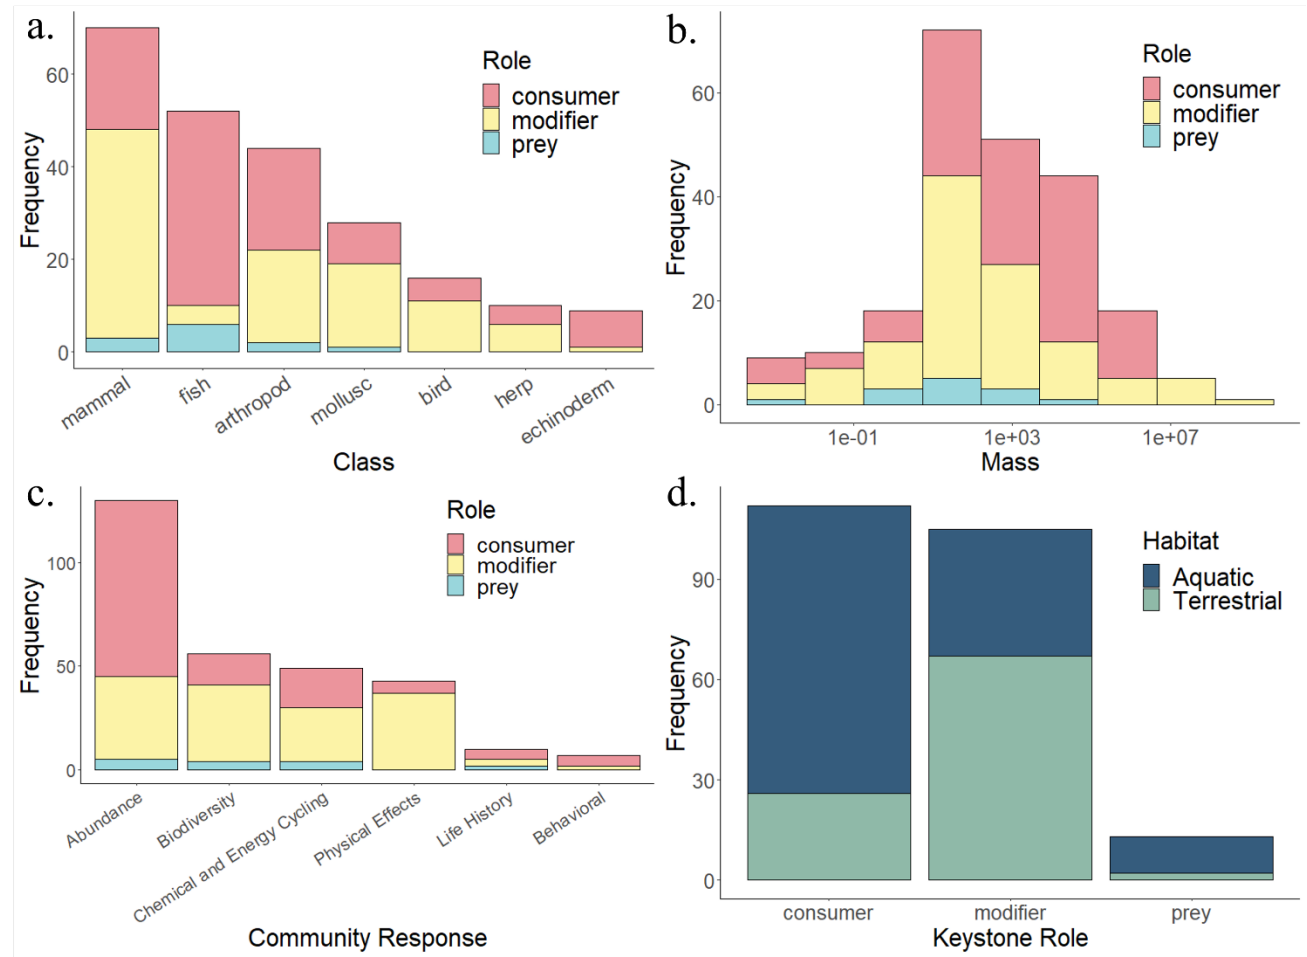 a.
Role
consumer
modifier
prey
Frequency
60
40
20
0
mammal
fish
arthropod
mollusc
bird
herp
echinoderm
Class
b.
Role
consumer
modifier
prey
Frequency
60
40
20
0
1e-01
1e+03
1e+07
Mass
c.
Role
consumer
modifier
prey
Frequency
100
50
0
Abundance
Biodiversity
Chemical and Energy Cycling
Physical Effects
Life History
Behavioral
Community Response
d.
Habitat
Aquatic
Terrestrial
Frequency
90
60
30
0
consumer
modifier
prey
Keystone Role